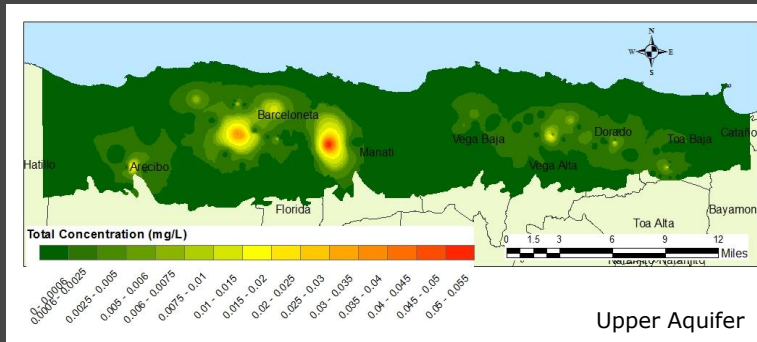 N
W E
S
Barceloneta
Vega Baja
Dorado
Toa Baja
Cataño
Hatillo
Arecibo
Manatí
Vega Alta
Florida
Toa Alta
Bayamon
Total Concentration (mg/L)
0 1.5 3 6 9 12
Miles
0 - 0.0006
0.0006 - 0.0025
0.0025 - 0.005
0.005 - 0.006
0.006 - 0.0075
0.0075 - 0.01
0.01 - 0.015
0.015 - 0.02
0.02 - 0.025
0.025 - 0.03
0.03 - 0.035
0.035 - 0.04
0.04 - 0.045
0.045 - 0.05
0.05 - 0.055
Upper Aquifer